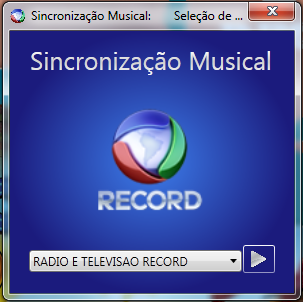 Sincronização Musical: Seleção de ...
Sincronização Musical
RECORD
RADIO E TELEVISAO RECORD